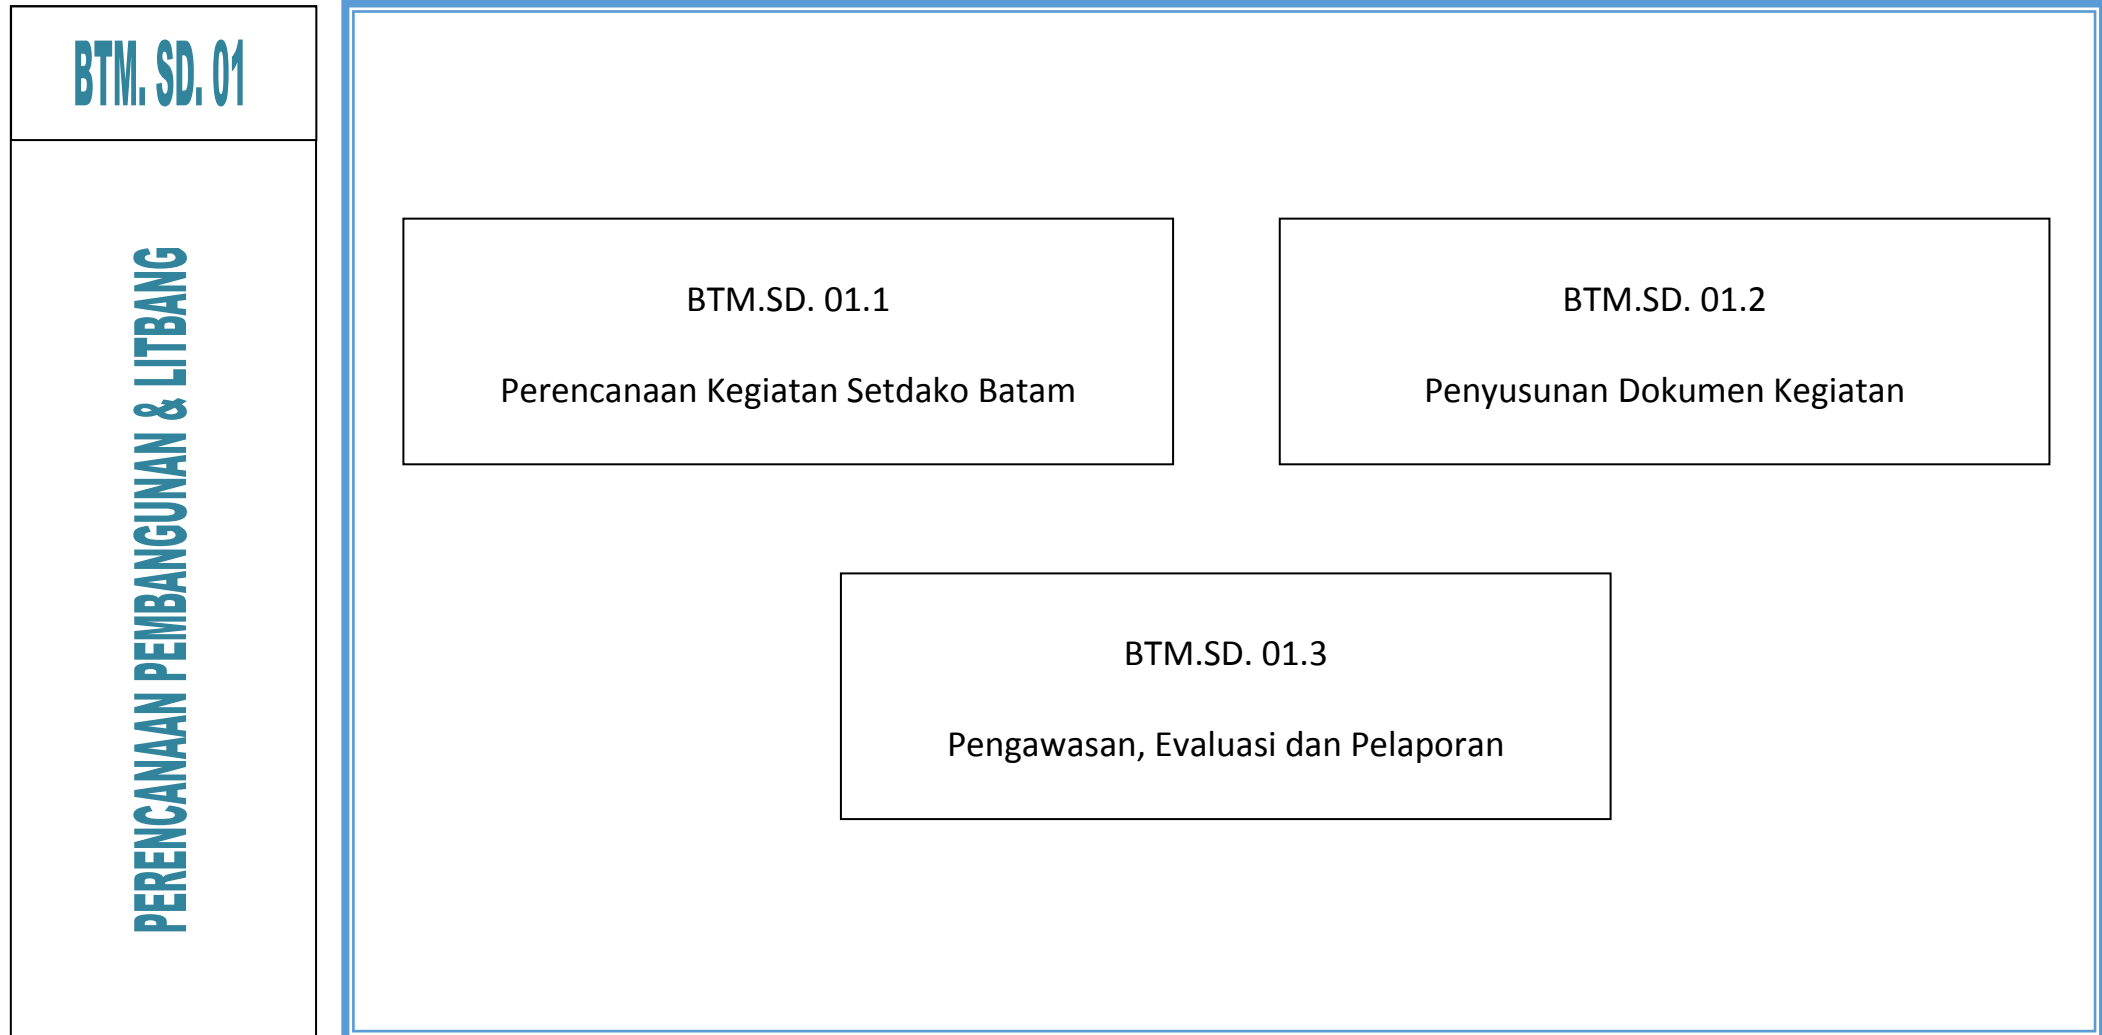 BTM. SD. 01
PERENCANAAN PEMBANGUNAN & LITBANG
BTM.SD. 01.1
Perencanaan Kegiatan Setdako Batam
BTM.SD. 01.2
Penyusunan Dokumen Kegiatan
BTM.SD. 01.3
Pengawasan, Evaluasi dan Pelaporan